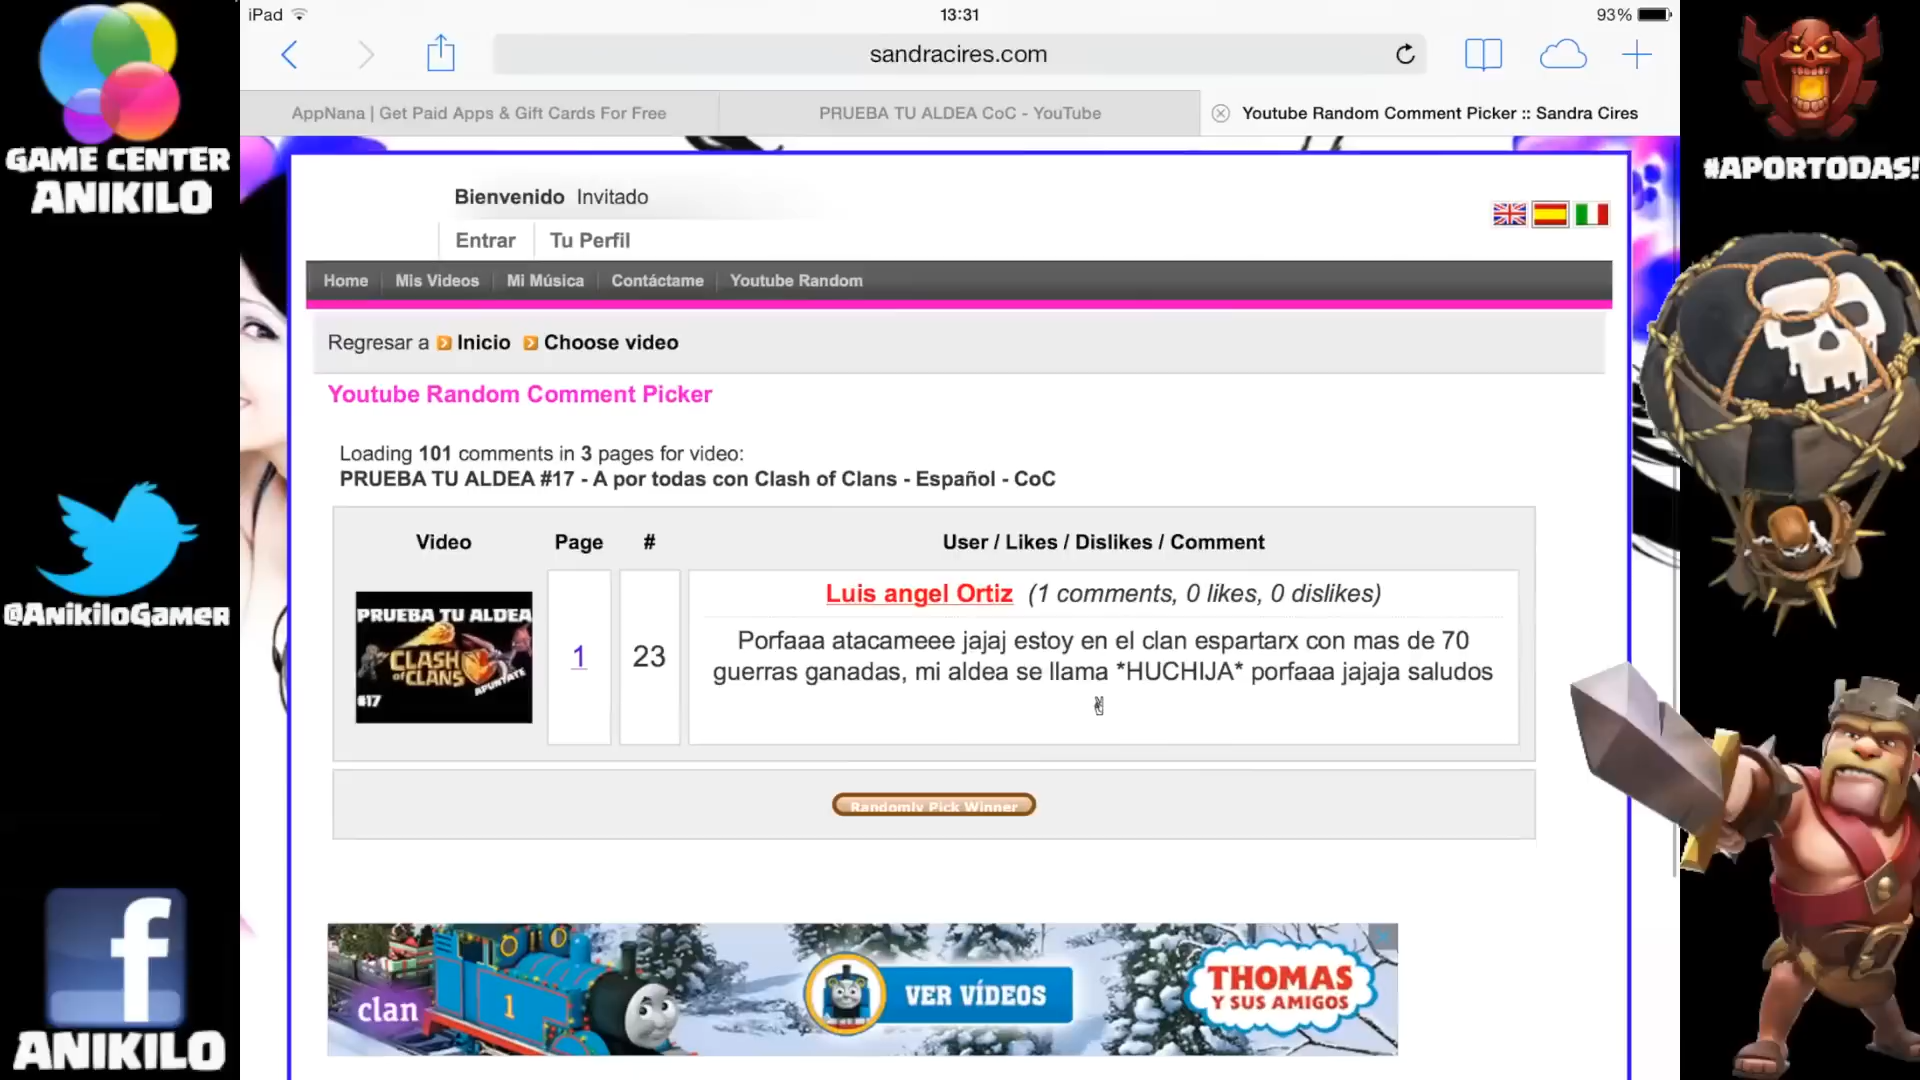 iPad
13:31
93%
sandracires.com
AppNana | Get Paid Apps & Gift Cards For Free
PRUEBA TU ALDEA CoC - YouTube
Youtube Random Comment Picker :: Sandra Cires
GAME CENTER
ANIKILO
#APORTODAS!
Bienvenido Invitado
Entrar
Tu Perfil
Home
Mis Videos
Mi Música
Contáctame
Youtube Random
Regresar a Inicio Choose video
Youtube Random Comment Picker
Loading 101 comments in 3 pages for video:
PRUEBA TU ALDEA #17 - A por todas con Clash of Clans - Español - CoC
Video
Page
#
User / Likes / Dislikes / Comment
PRUEBA TU ALDEA
CLASH
of CLANS
APUNTATE
#17
1
23
Luis angel Ortiz (1 comments, 0 likes, 0 dislikes)
Porfaaa atacameee jajaj estoy en el clan espartarx con mas de 70
guerras ganadas, mi aldea se llama *HUCHIJA* porfaaa jajaja saludos
✌
Randomly Pick Winner
@AnikiloGamer
clan
1
VER VÍDEOS
THOMAS
Y SUS AMIGOS
f
ANIKILO